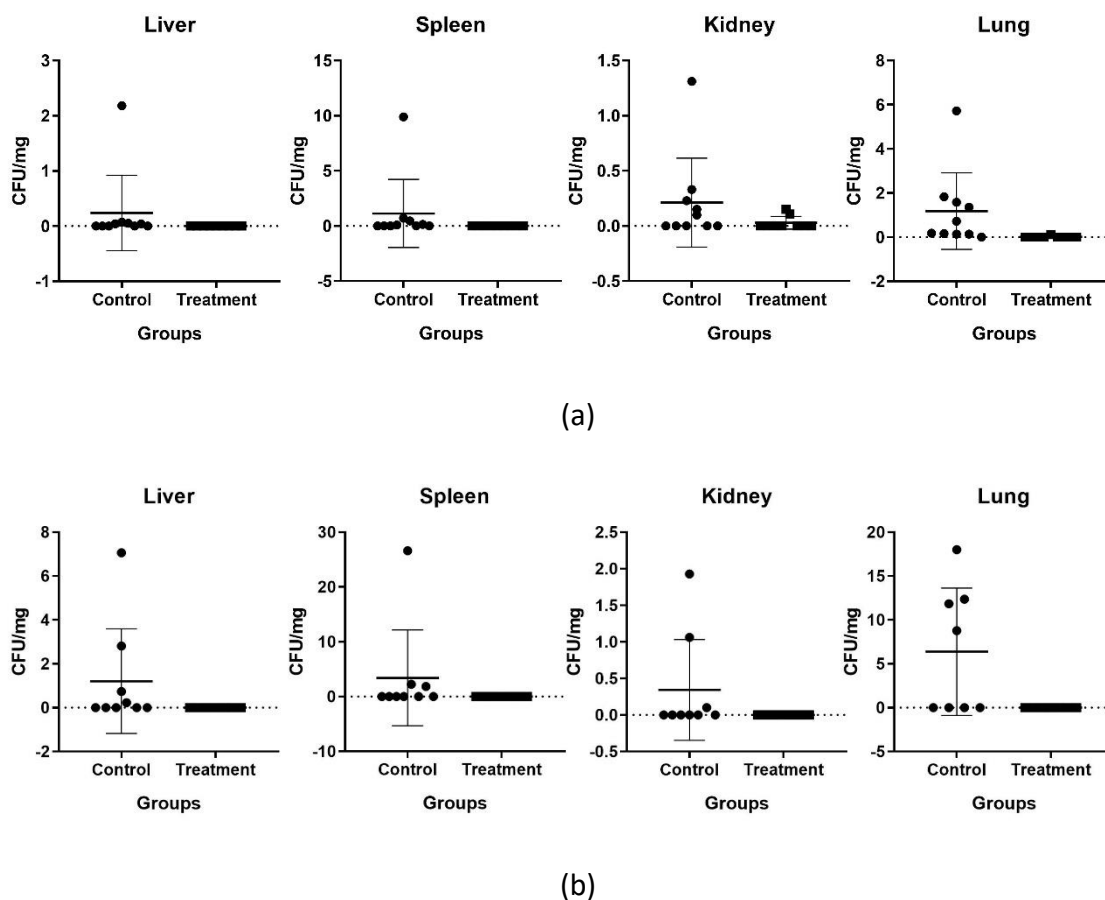 Liver Spleen Kidney Lung
3 15 1.5 8
2 10 1.0 6
1 5 0.5 4
0 0 0.0 2
-1 -5 -0.5 0
-2
CFU/mg CFU/mg CFU/mg CFU/mg
Control Treatment Control Treatment Control Treatment Control Treatment
Groups Groups Groups Groups
(a)
Liver Spleen Kidney Lung
8 30 2.5 20
6 20 2.0 15
4 10 1.5 10
2 0 1.0 5
0 -10 0.5 0
-2 0.0 -5
-0.5
CFU/mg CFU/mg CFU/mg CFU/mg
Control Treatment Control Treatment Control Treatment Control Treatment
Groups Groups Groups Groups
(b)